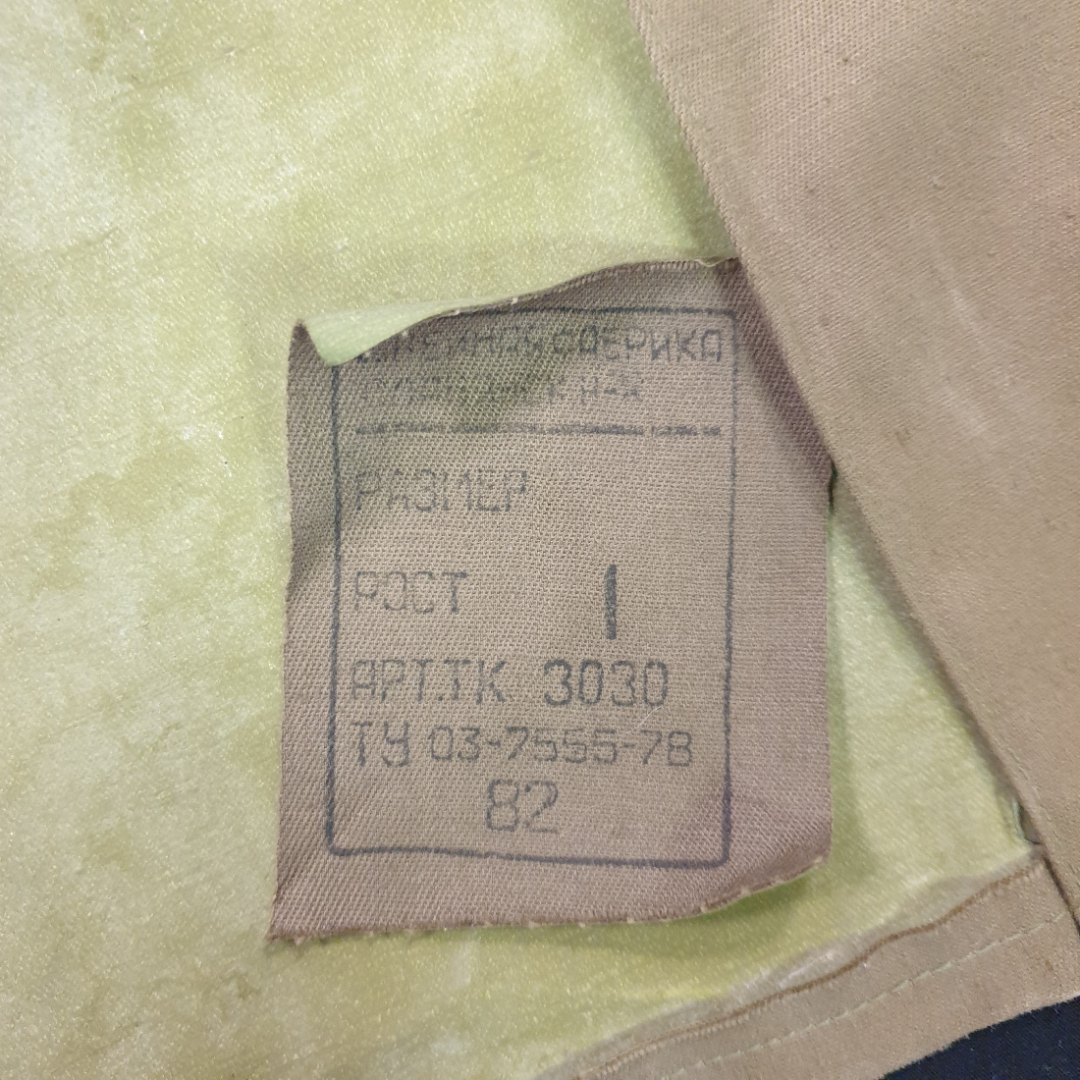 ФАБРИКА
РАЗМЕР
РОСТ 1
АРТ.ТК 3030
ТУ 03-7555-78
82